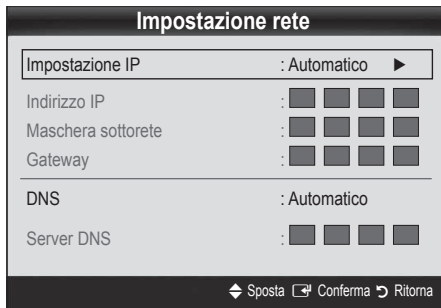 Impostazione rete
Impostazione IP : Automatico ▶
Indirizzo IP :
Maschera sottorete :
Gateway :
DNS : Automatico
Server DNS :
Sposta Conferma Ritorna